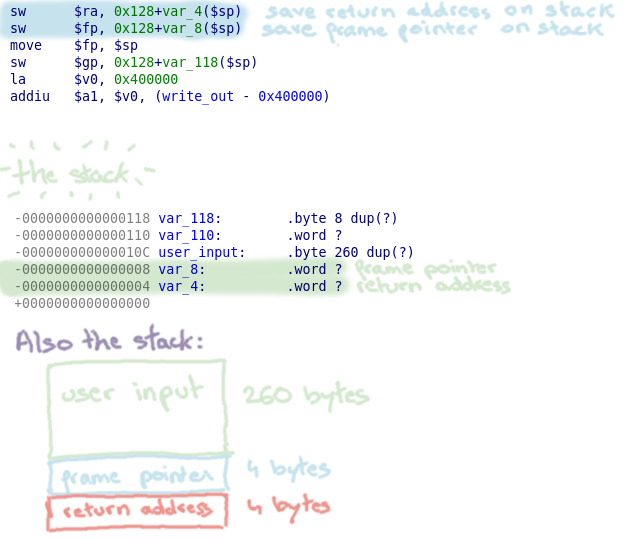 sw $ra, 0x128+var_4($sp) save return address on stack
sw $fp, 0x128+var_8($sp) save frame pointer on stack
move $fp, $sp
sw $gp, 0x128+var_118($sp)
la $v0, 0x400000
addiu $a1, $v0, (write_out - 0x400000)
the stack
-0000000000000118 var_118: .byte 8 dup(?)
-0000000000000110 var_110: .word ?
-000000000000010C user_input: .byte 260 dup(?)
-0000000000000008 var_8: .word ? frame pointer
-0000000000000004 var_4: .word ? return address
+0000000000000000
Also the stack:
user input 260 bytes
frame pointer 4 bytes
return address 4 bytes